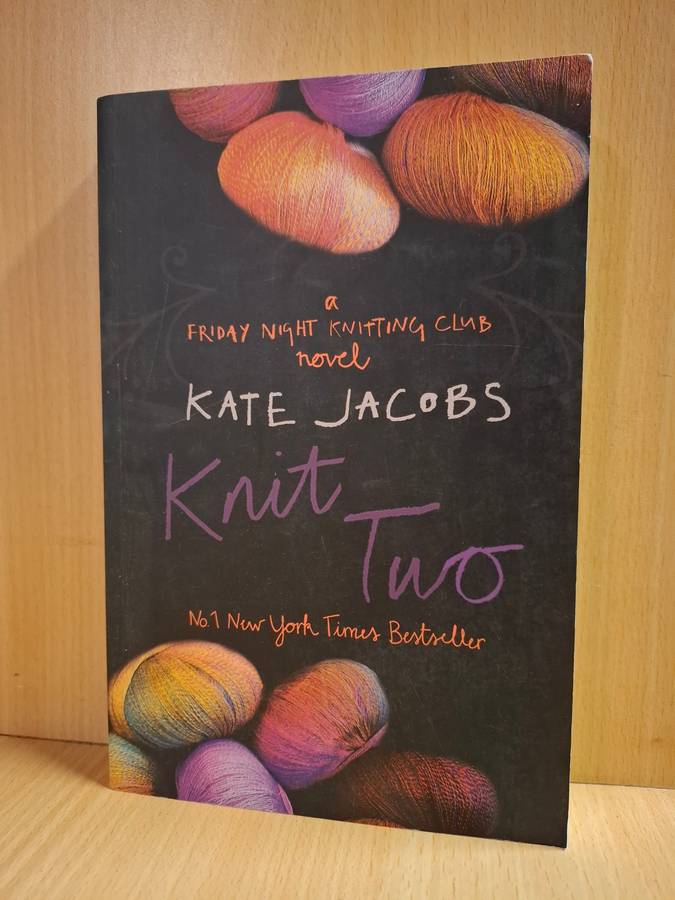 a
FRIDAY NIGHT KNITTING CLUB
novel
KATE JACOBS
Knit
Two
No.1 New York Times Bestseller